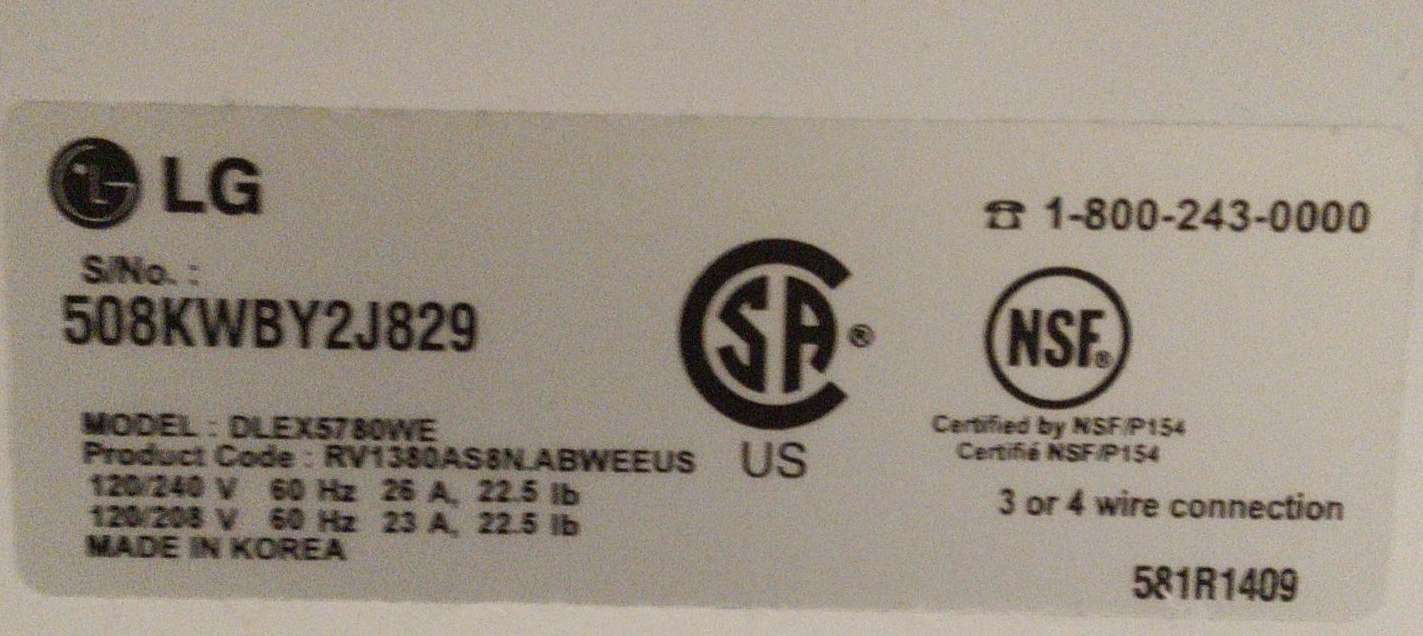 LG
☎ 1-800-243-0000
S/No. :
508KWBY2J829
SA ®
NSF®
MODEL : DLEX5780WE
Certified by NSF/P154
Product Code : RV1380AS8N.ABWEEUS
US
Certifié NSF/P154
120/240 V 60 Hz 26 A, 22.5 lb
3 or 4 wire connection
120/208 V 60 Hz 23 A, 22.5 lb
MADE IN KOREA
581R1409